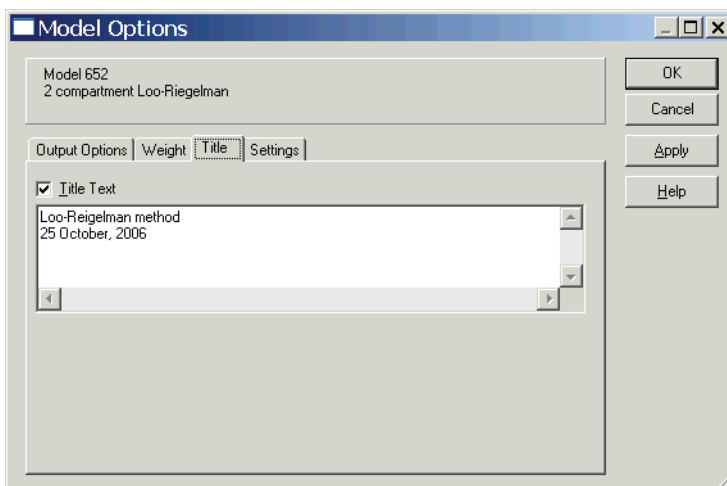 Model Options
Model 652
2 compartment Loo-Riegelman
OK
Cancel
Apply
Help
Output Options
Weight
Title
Settings
Title Text
Loo-Reigelman method
25 October, 2006